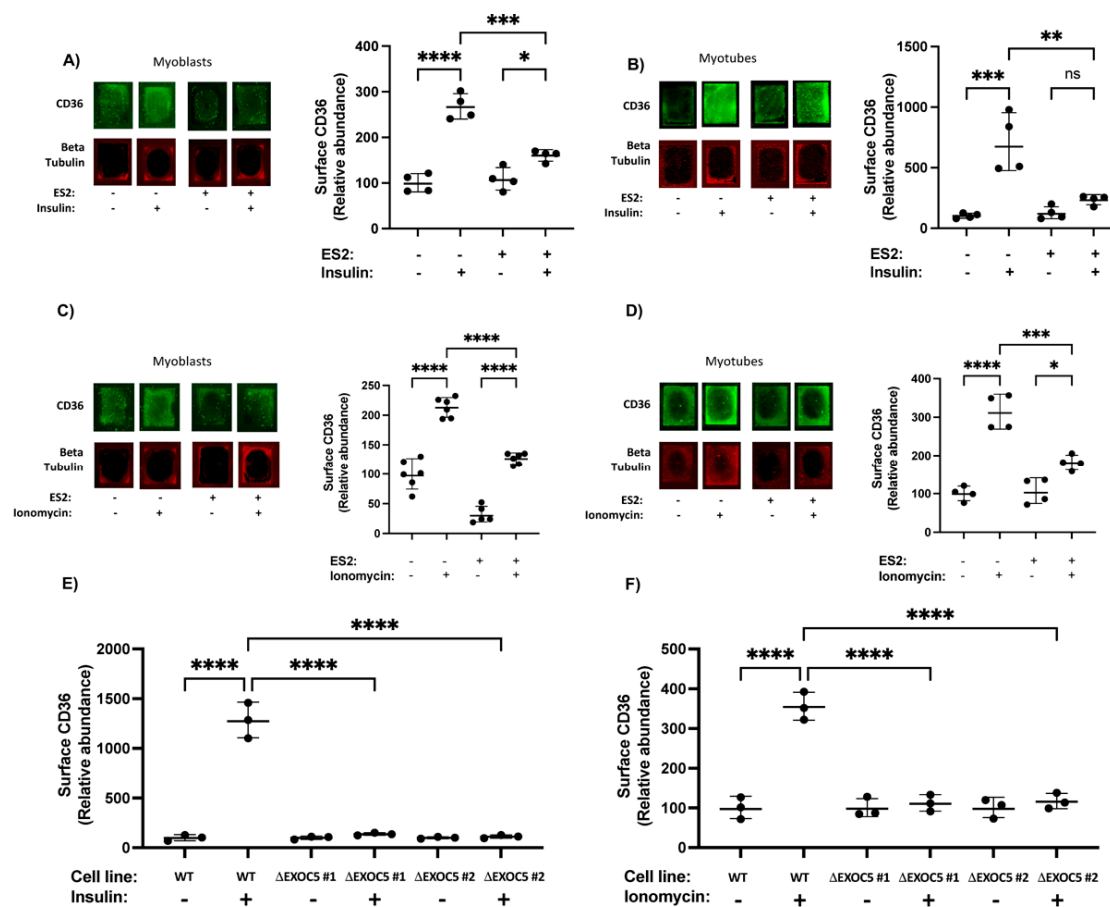 A)
Myoblasts
CD36
Beta
Tubulin
ES2: - - + +
Insulin: - + - +
**** *** *
Surface CD36
(Relative abundance)
400
300
200
100
0
ES2: - - + +
Insulin: - + - +
B)
Myotubes
CD36
Beta
Tubulin
ES2: - - + +
Insulin: - + - +
*** ** ns
Surface CD36
(Relative abundance)
1500
1000
500
0
ES2: - - + +
Insulin: - + - +
C)
Myoblasts
CD36
Beta
Tubulin
ES2: - - + +
Ionomycin: - + - +
****
**** ****
Surface CD36
(Relative abundance)
250
200
150
100
50
0
ES2: - - + +
Ionomycin: - + - +
D)
Myotubes
CD36
Beta
Tubulin
ES2: - - + +
Ionomycin: - + - +
***
**** *
Surface CD36
(Relative abundance)
400
300
200
100
0
ES2: - - + +
Ionomycin: - + - +
E)
****
**** ****
Surface CD36
(Relative abundance)
2000
1500
1000
500
0
Cell line: WT WT ΔEXOC5 #1 ΔEXOC5 #1 ΔEXOC5 #2 ΔEXOC5 #2
Insulin: - + - + - +
F)
****
**** ****
Surface CD36
(Relative abundance)
500
400
300
200
100
0
Cell line: WT WT ΔEXOC5 #1 ΔEXOC5 #1 ΔEXOC5 #2 ΔEXOC5 #2
Ionomycin: - + - + - +